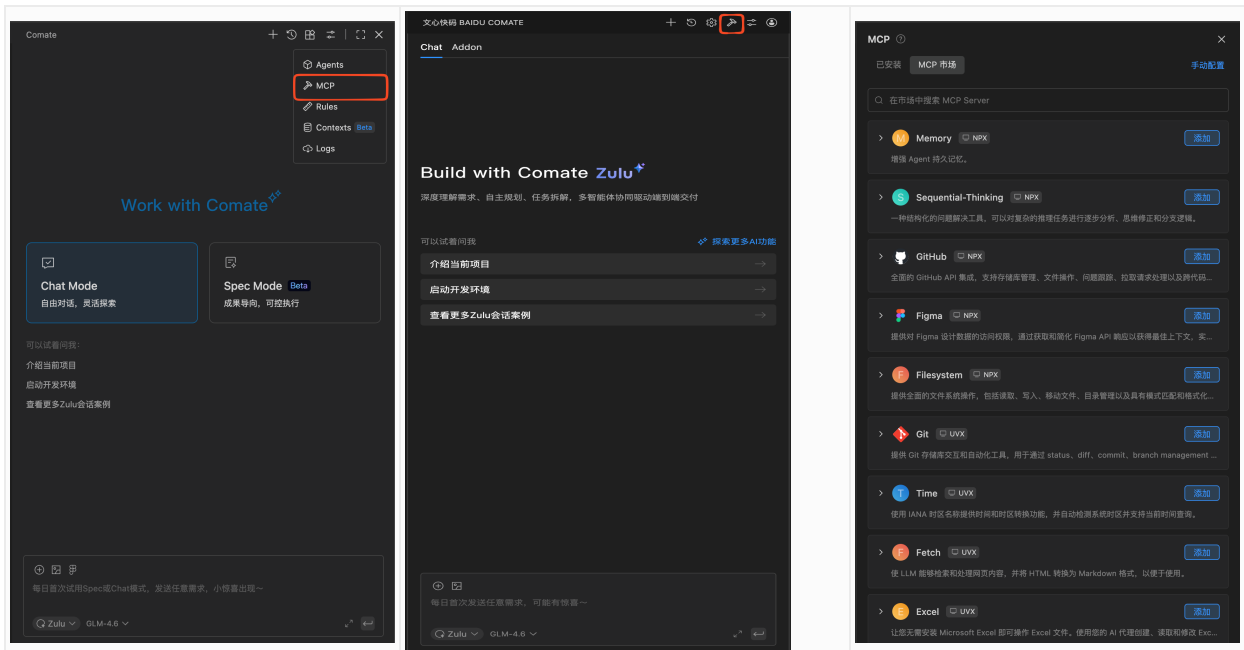 Comate
Agents
MCP
Rules
Contexts Beta
Logs
Work with Comate
Chat Mode
自由对话，灵活探索
Spec Mode Beta
成果导向，可控执行
可以试着问我：
介绍当前项目
启动开发环境
查看更多Zulu会话案例
每日首次试用Spec或Chat模式，发送任意需求，小惊喜出现～
Zulu GLM-4.6
文心快码 BAIDU COMATE
Chat Addon
Build with Comate Zulu
深度理解需求、自主规划、任务拆解，多智能体协同驱动端到端交付
可以试着问我
探索更多AI功能
介绍当前项目
启动开发环境
查看更多Zulu会话案例
每日首次发送任意需求，可能有惊喜～
Zulu GLM-4.6
MCP
已安装 MCP 市场 手动配置
在市场中搜索 MCP Server
M Memory NPX 添加
增强 Agent 持久记忆。
S Sequential-Thinking NPX 添加
一种结构化的问题解决工具，可以对复杂的推理任务进行逐步分析、思维修正和分支逻辑。
GitHub NPX 添加
全面的 GitHub API 集成，支持存储库管理、文件操作、问题跟踪、拉取请求处理以及跨代码...
Figma NPX 添加
提供对 Figma 设计数据的访问权限，通过获取和简化 Figma API 响应以获得最佳上下文，实...
F Filesystem NPX 添加
提供全面的文件系统操作，包括读取、写入、移动文件、目录管理以及具有模式匹配和格式化...
Git UVX 添加
提供 Git 存储库交互和自动化工具，用于通过 status、diff、commit、branch management ...
T Time UVX 添加
使用 IANA 时区名称提供时间和时区转换功能，并自动检测系统时区并支持当前时间查询。
F Fetch UVX 添加
使 LLM 能够检索和处理网页内容，并将 HTML 转换为 Markdown 格式，以便于使用。
E Excel UVX 添加
让您无需安装 Microsoft Excel 即可操作 Excel 文件。使用您的 AI 代理创建、读取和修改 Exc...